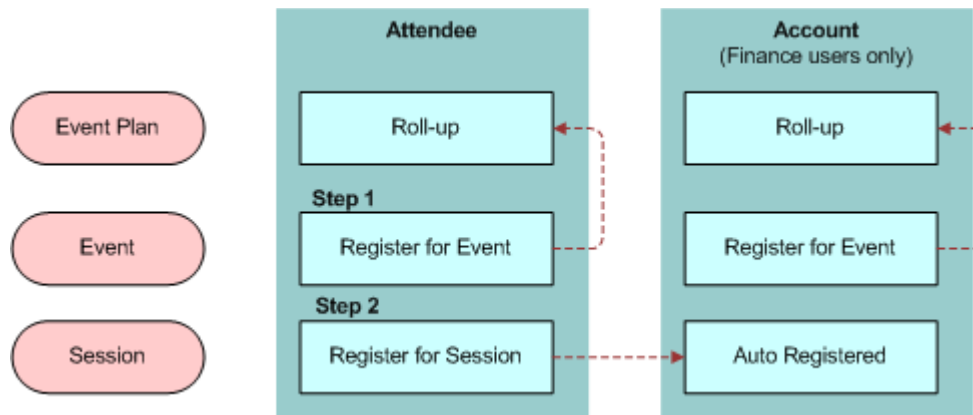 Attendee
Account
(Finance users only)
Event Plan
Roll-up
Roll-up
Step 1
Event
Register for Event
Register for Event
Step 2
Session
Register for Session
Auto Registered